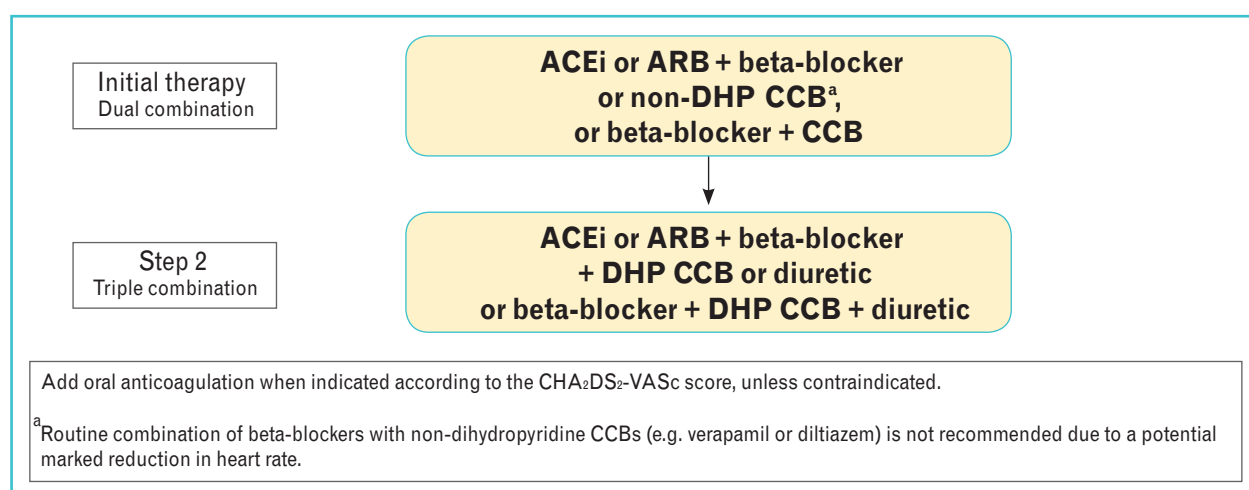 Initial therapy
Dual combination
ACEi or ARB + beta-blocker
or non-DHP CCBᵃ,
or beta-blocker + CCB
Step 2
Triple combination
ACEi or ARB + beta-blocker
+ DHP CCB or diuretic
or beta-blocker + DHP CCB + diuretic
Add oral anticoagulation when indicated according to the CHA₂DS₂-VASc score, unless contraindicated.
ᵃRoutine combination of beta-blockers with non-dihydropyridine CCBs (e.g. verapamil or diltiazem) is not recommended due to a potential
marked reduction in heart rate.